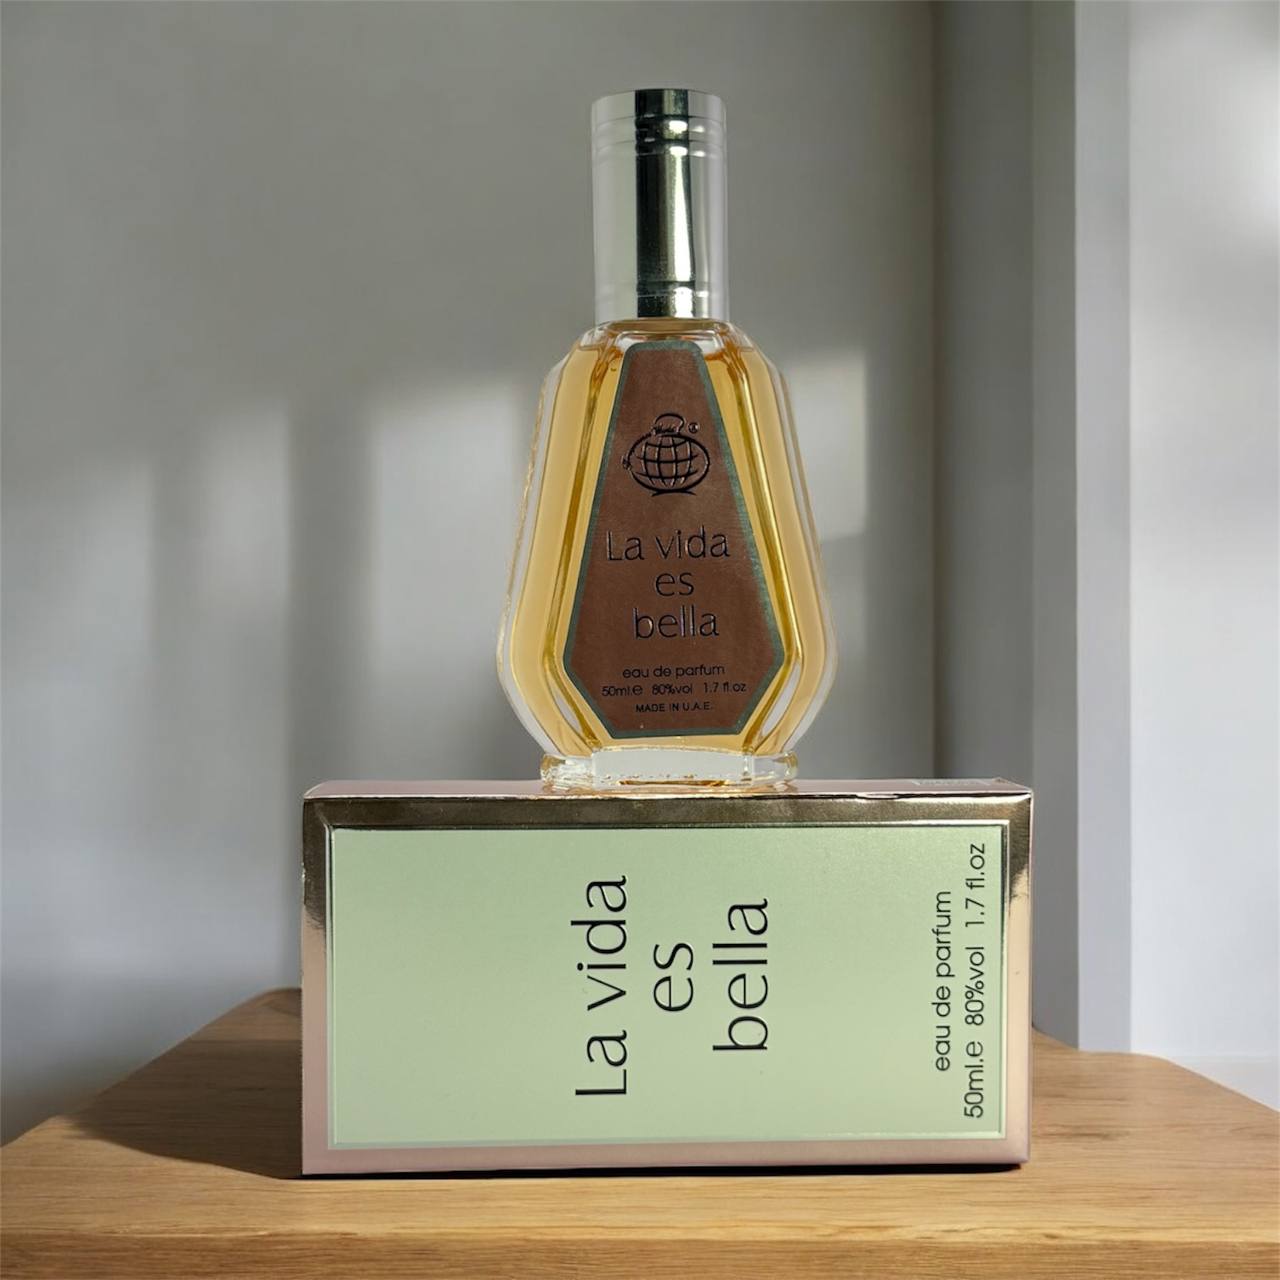 La vida
es
bella
eau de parfum
50ml.e 80%vol 1.7 fl.oz
MADE IN U.A.E.
La vida
es
bella
eau de parfum
50ml.e 80%vol 1.7 fl.oz